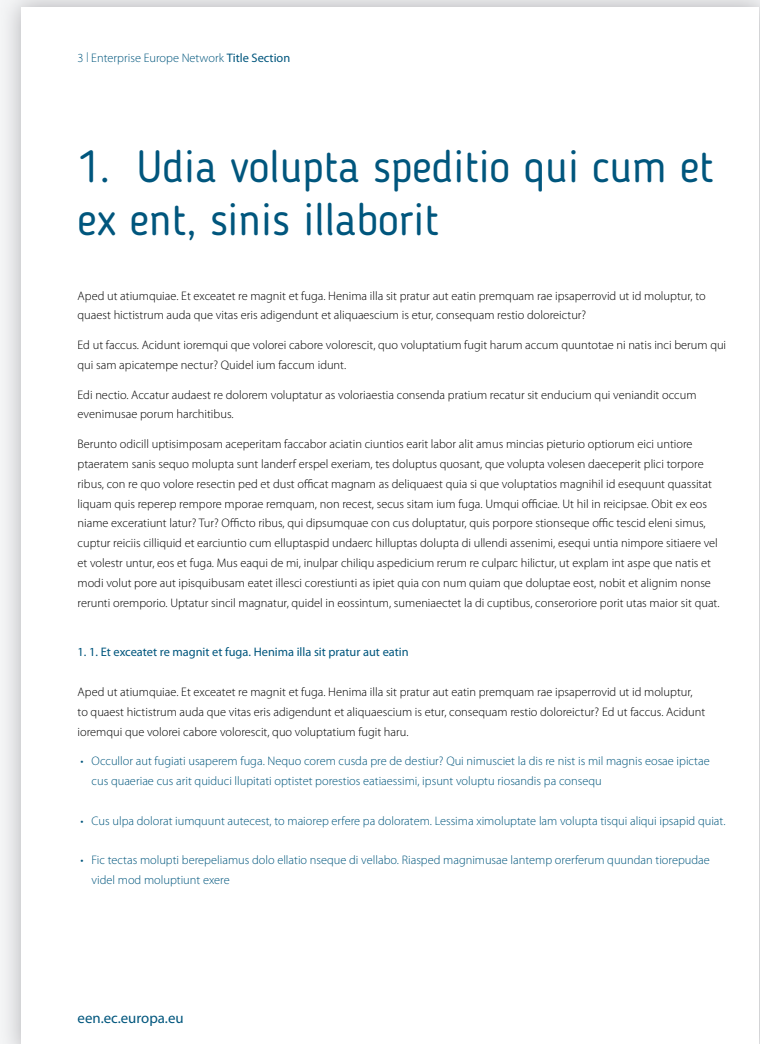 3 | Enterprise Europe Network Title Section
1. Udia volupta speditio qui cum et
ex ent, sinis illaborit
Aped ut atiumquiae. Et exceatet re magnit et fuga. Henima illa sit pratur aut eatin premquam rae ipsaperrovid ut id moluptur, to
quaest hictistrum auda que vitas eris adigendunt et aliquaescium is etur, consequam restio doloreictur?
Ed ut faccus. Acidunt ioremqui que volorei cabore volorescit, quo voluptatium fugit harum accum quuntotae ni natis inci berum qui
qui sam apicatempe nectur? Quidel ium faccum idunt.
Edi nectio. Accatur audaest re dolorem voluptatur as voloriaestia consenda pratium recatur sit enducium qui veniandit occum
evenimusae porum harchitibus.
Berunto odicill uptisimposam aceperitam faccabor aciatin ciuntios earit labor alit amus mincias pieturio optiorum eici untiore
ptaeratem sanis sequo molupta sunt landerf erspel exeriam, tes doluptus quosant, que volupta volesen daeceperit plici torpore
ribus, con re quo volore resectin ped et dust officat magnam as deliquaest quia si que voluptatios magnihil id esequunt quassitat
liquam quis reperep rempore mporae remquam, non recest, secus sitam ium fuga. Umqui officiae. Ut hil in reicipsae. Obit ex eos
niame exceratiunt latur? Tur? Officto ribus, qui dipsumquae con cus doluptatur, quis porpore stionseque offic tescid eleni simus,
cuptur reiciis cilliquid et earciuntio cum elluptaspid undaerc hilluptas dolupta di ullendi assenimi, esequi untia nimpore sitiaere vel
et volestr untur, eos et fuga. Mus eaqui de mi, inulpar chiliqu aspedicium rerum re culparc hilictur, ut explam int aspe que natis et
modi volut pore aut ipisquibusam eatet illesci corestiunti as ipiet quia con num quiam que doluptae eost, nobit et alignim nonse
rerunti oremporio. Uptatur sincil magnatur, quidel in eossintum, sumeniaectet la di cuptibus, conseroriore porit utas maior sit quat.
1. 1. Et exceatet re magnit et fuga. Henima illa sit pratur aut eatin
Aped ut atiumquiae. Et exceatet re magnit et fuga. Henima illa sit pratur aut eatin premquam rae ipsaperrovid ut id moluptur,
to quaest hictistrum auda que vitas eris adigendunt et aliquaescium is etur, consequam restio doloreictur? Ed ut faccus. Acidunt
ioremqui que volorei cabore volorescit, quo voluptatium fugit haru.
• Occullor aut fugiati usaperem fuga. Nequo corem cusda pre de destiur? Qui nimusciet la dis re nist is mil magnis eosae ipictae
cus quaeriae cus arit quiduci llupitati optistet porestios eatiaessimi, ipsunt voluptu riosandis pa consequ
• Cus ulpa dolorat iumquunt autecest, to maiorep erfere pa doloratem. Lessima ximoluptate lam volupta tisqui aliqui ipsapid quiat.
• Fic tectas molupti berepeliamus dolo ellatio nseque di vellabo. Riasped magnimusae lantemp orerferum quundan tiorepudae
videl mod moluptiunt exere
een.ec.europa.eu